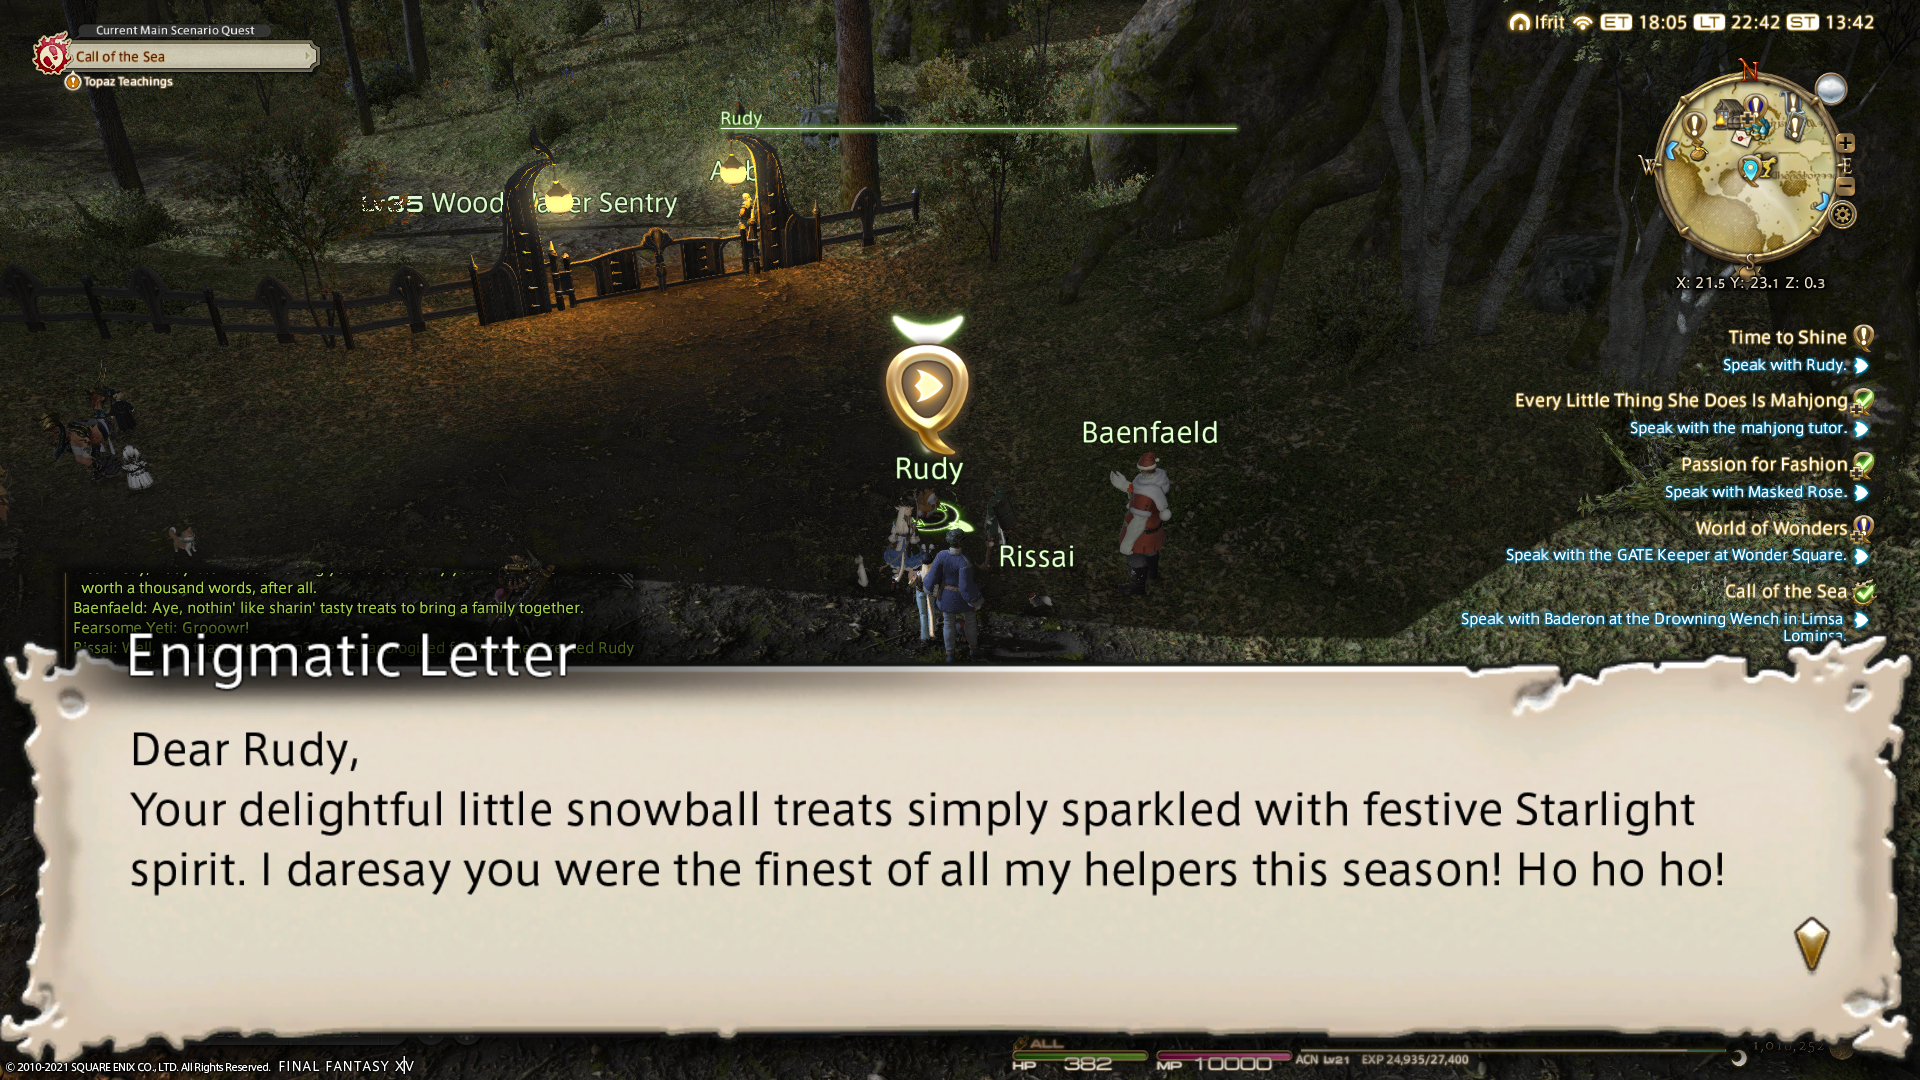 Current Main Scenario Quest
Call of the Sea
Topaz Teachings
Ifrit ET 18:05 LT 22:42 ST 13:42
N
W
E
S
X: 21.5 Y: 23.1 Z: 0.3
Rudy
Sentry
Rudy
Baenfaeld
Rissai
Time to Shine
Speak with Rudy.
Every Little Thing She Does Is Mahjong
Speak with the mahjong tutor.
Passion for Fashion
Speak with Masked Rose.
World of Wonders
Speak with the GATE Keeper at Wonder Square.
Call of the Sea
Speak with Baderon at the Drowning Wench in Limsa
Lominsa.
worth a thousand words, after all.
Baenfaeld: Aye, nothin' like sharin' tasty treats to bring a family together.
Fearsome Yeti: Grooowr!
Rissai: Rudy
Enigmatic Letter
Dear Rudy,
Your delightful little snowball treats simply sparkled with festive Starlight
spirit. I daresay you were the finest of all my helpers this season! Ho ho ho!
ALL
HP 382 MP 10000 ACN Lv21 EXP 24,935/27,400
© 2010-2021 SQUARE ENIX CO., LTD. All Rights Reserved. FINAL FANTASY XIV